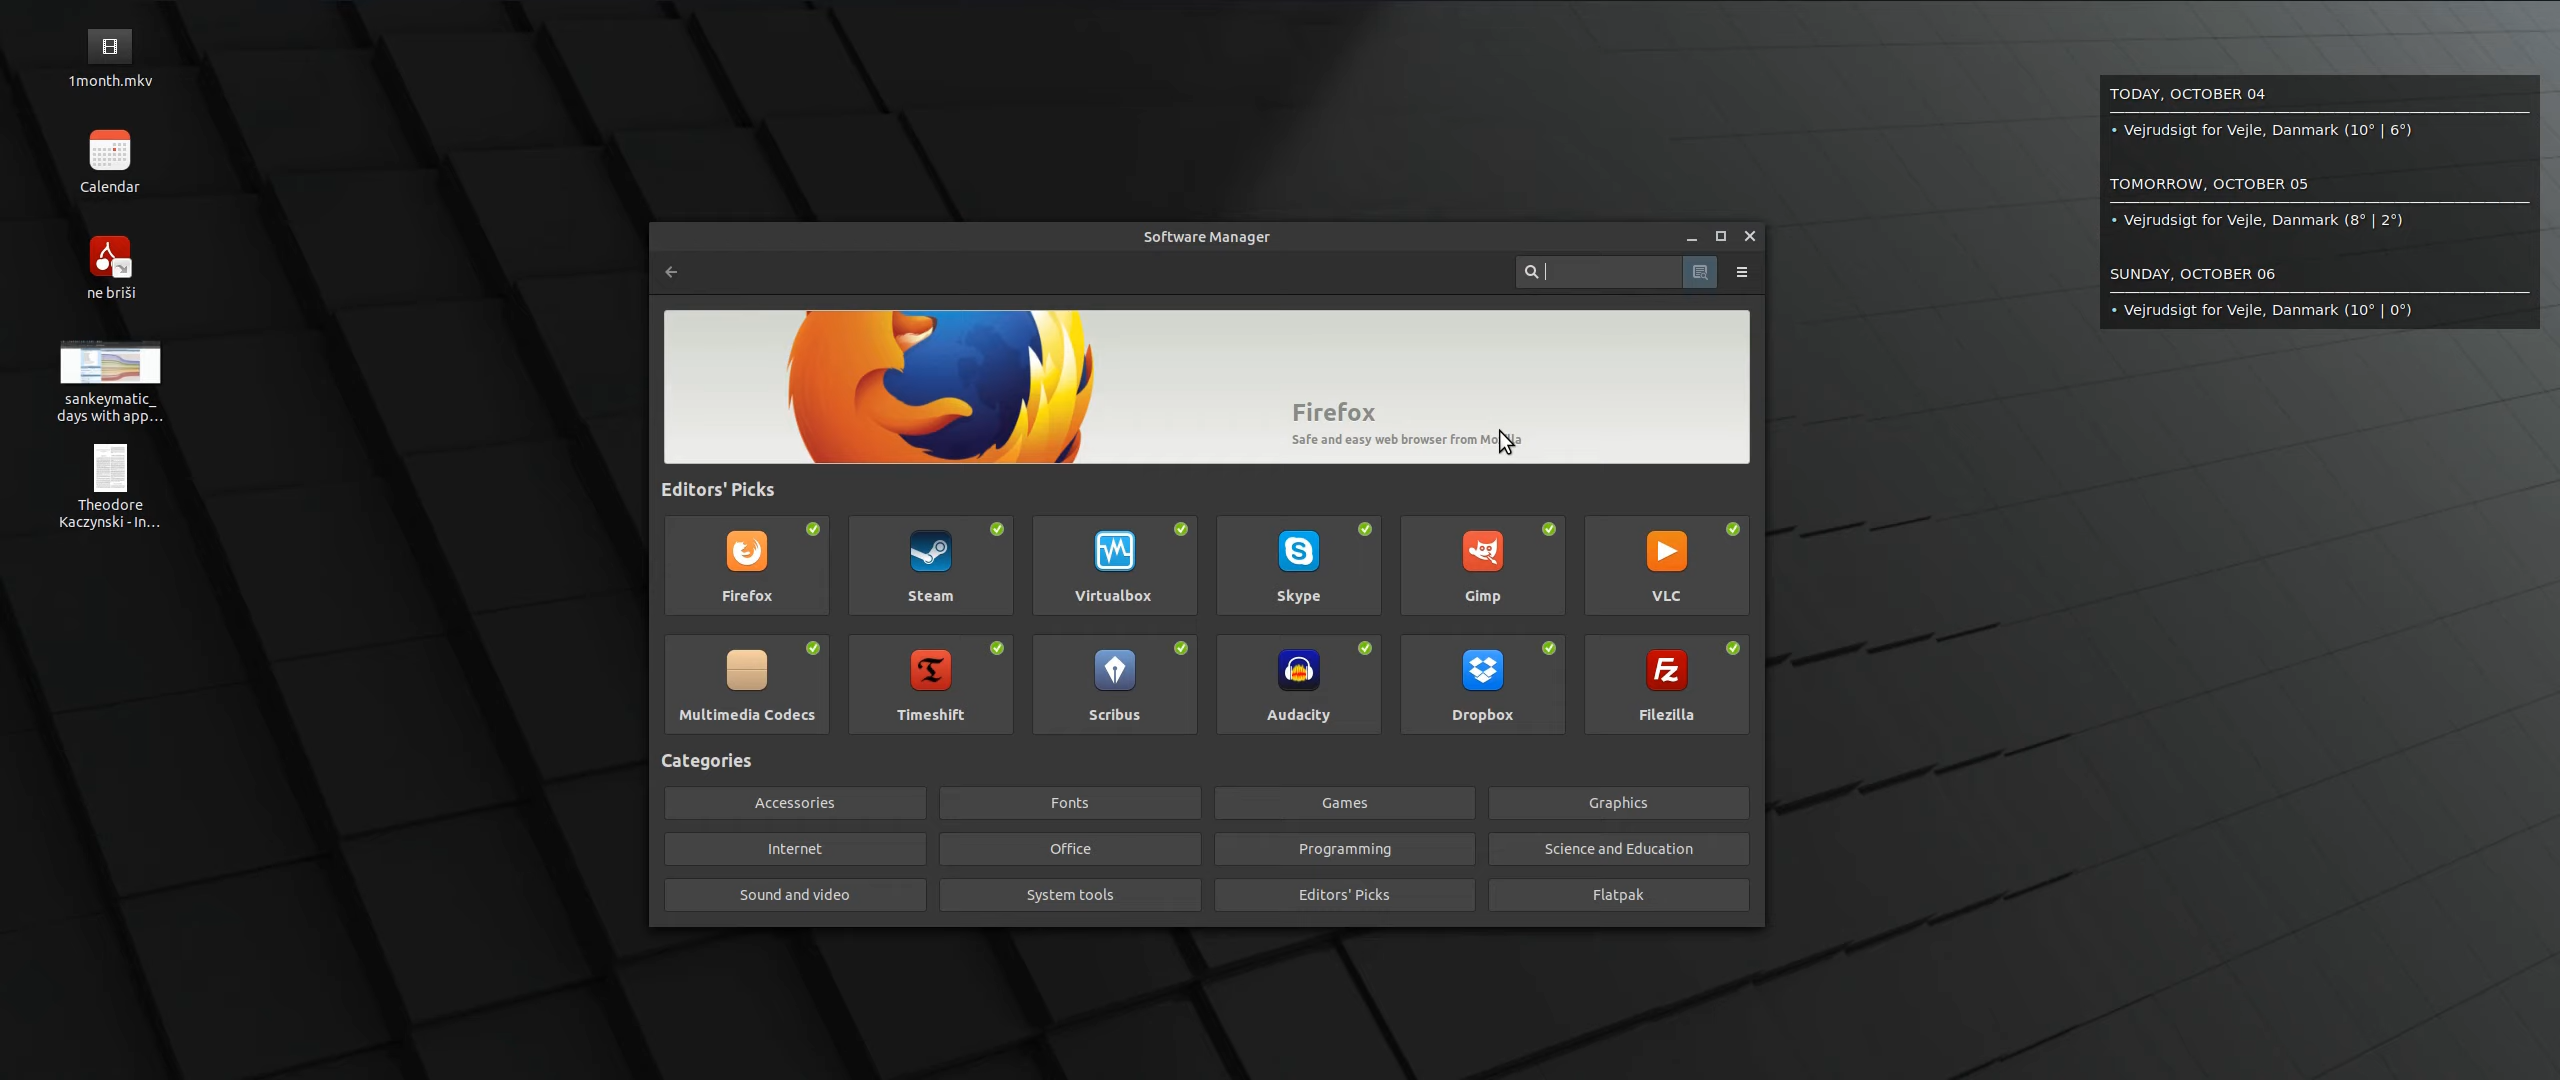 1month.mkv
Calendar
ne briši
sankeymatic_
days with app...
Theodore
Kaczynski - In...
Software Manager
Firefox
Safe and easy web browser from
Editors' Picks
Firefox
Steam
Virtualbox
Skype
Gimp
VLC
Multimedia Codecs
Timeshift
Scribus
Audacity
Dropbox
Filezilla
Categories
Accessories
Fonts
Games
Graphics
Internet
Office
Programming
Science and Education
Sound and video
System tools
Editors' Picks
Flatpak
TODAY, OCTOBER 04
• Vejrudsigt for Vejle, Danmark (10° | 6°)
TOMORROW, OCTOBER 05
• Vejrudsigt for Vejle, Danmark (8° | 2°)
SUNDAY, OCTOBER 06
• Vejrudsigt for Vejle, Danmark (10° | 0°)